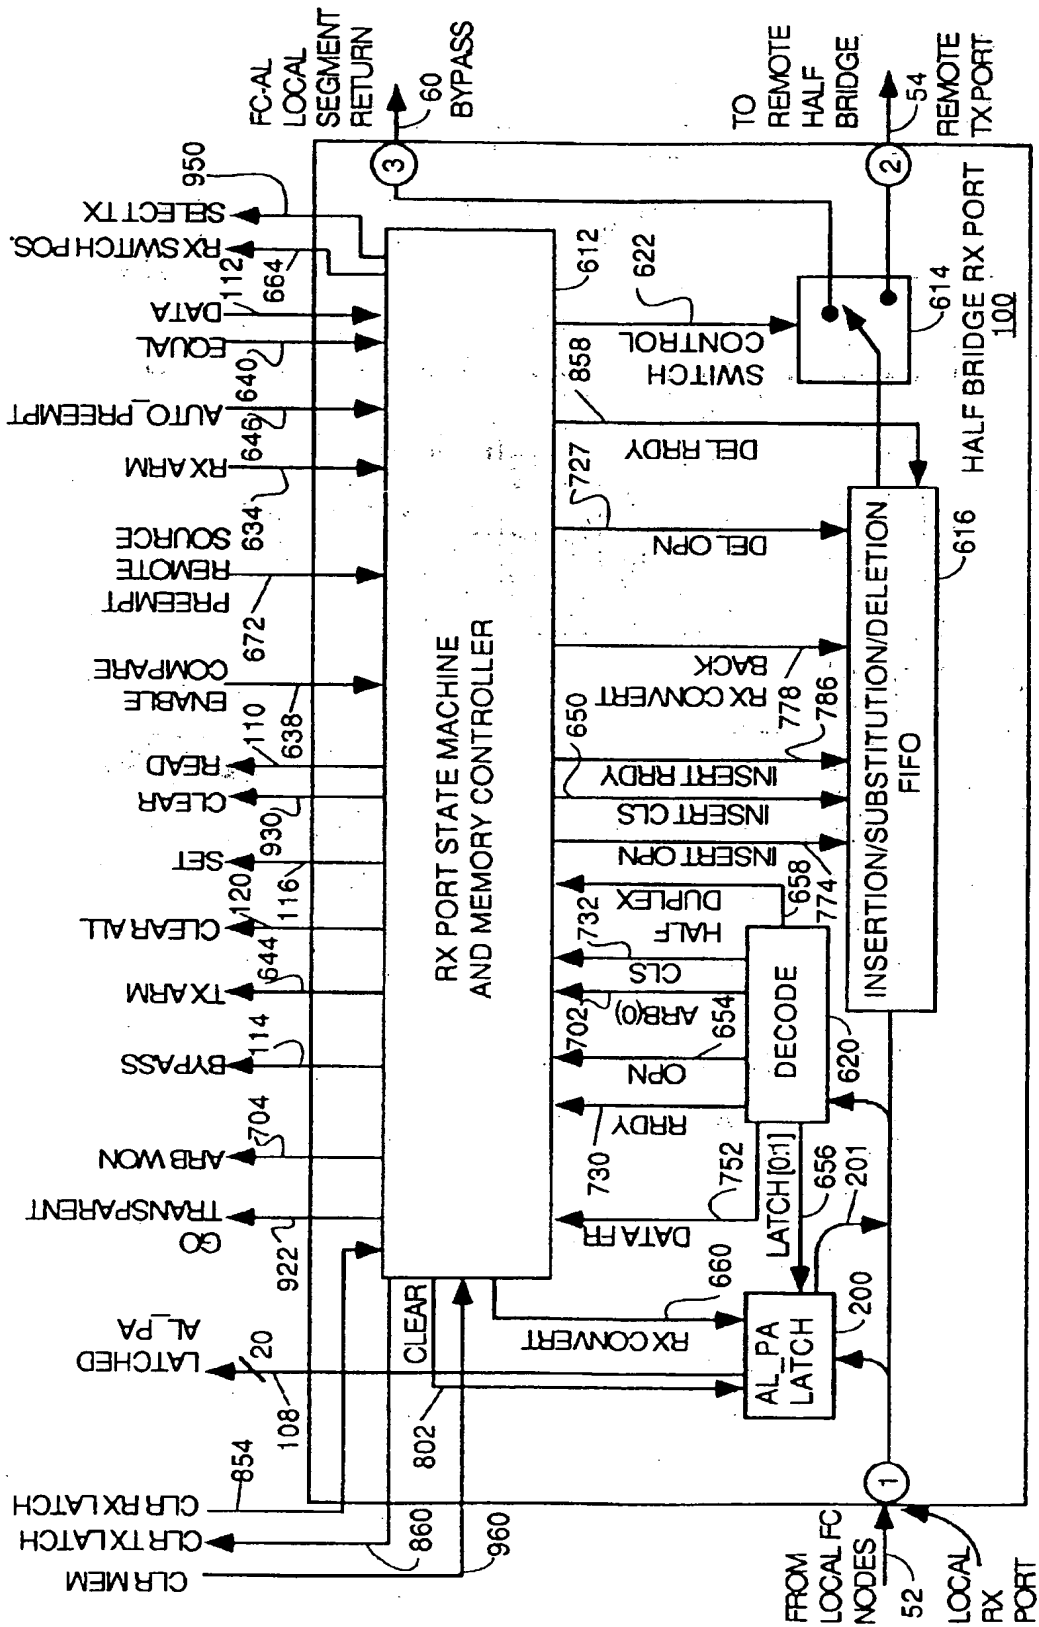 CLR MEM
960
CLR TX LATCH
860
CLR RX LATCH
854
LATCHED
AL_PA
108
20
GO
TRANSPARENT
922
ARB WON
704
BYPASS
114
TX ARM
644
CLEAR ALL
120
SET
116
CLEAR
930
READ
110
ENABLE
COMPARE
638
PREEMPT
REMOTE
SOURCE
672
RX ARM
634
AUTO_PREEMPT
646
EQUAL
640
DATA
112
RX SWITCH POS.
664
SELECT TX
950
FC-AL
LOCAL
SEGMENT
RETURN
60
BYPASS
3
RX PORT STATE MACHINE
AND MEMORY CONTROLLER
612
CLEAR
802
RX CONVERT
660
DATA FR
752
RRDY
730
OPN
654
ARB(0)
702
CLS
732
HALF
DUPLEX
658
INSERT OPN
774
INSERT CLS
650
INSERT RRDY
786
RX CONVERT
BACK
778
DEL OPN
727
DEL RRDY
858
SWITCH
CONTROL
622
614
AL_PA
LATCH
200
LATCH [0:1]
656
201
DECODE
620
INSERTION/SUBSTITUTION/DELETION
FIFO
616
TO
REMOTE
HALF
BRIDGE
2
54
REMOTE
TX PORT
HALF BRIDGE RX PORT
100
FROM
LOCAL FC
NODES
52
1
LOCAL
RX
PORT